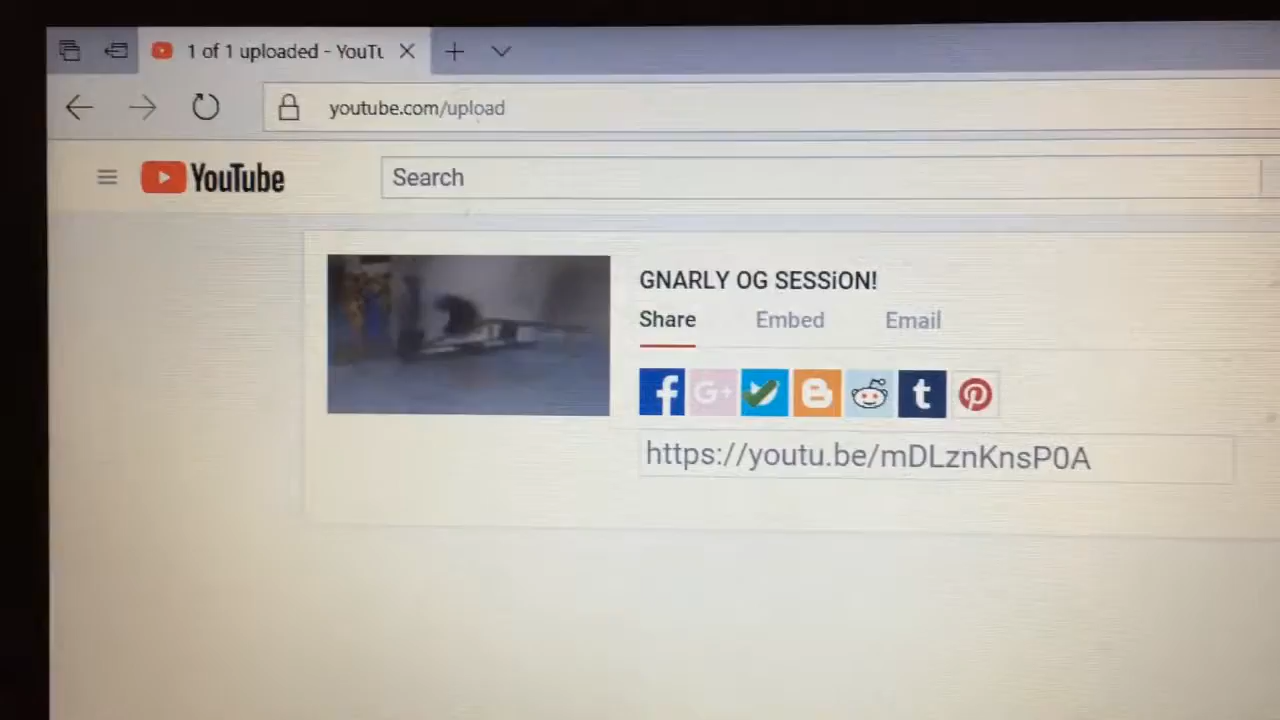 1 of 1 uploaded - YouTu
youtube.com/upload
YouTube
Search
GNARLY OG SESSiON!
Share Embed Email
f G+ t
https://youtu.be/mDLznKnsP0A